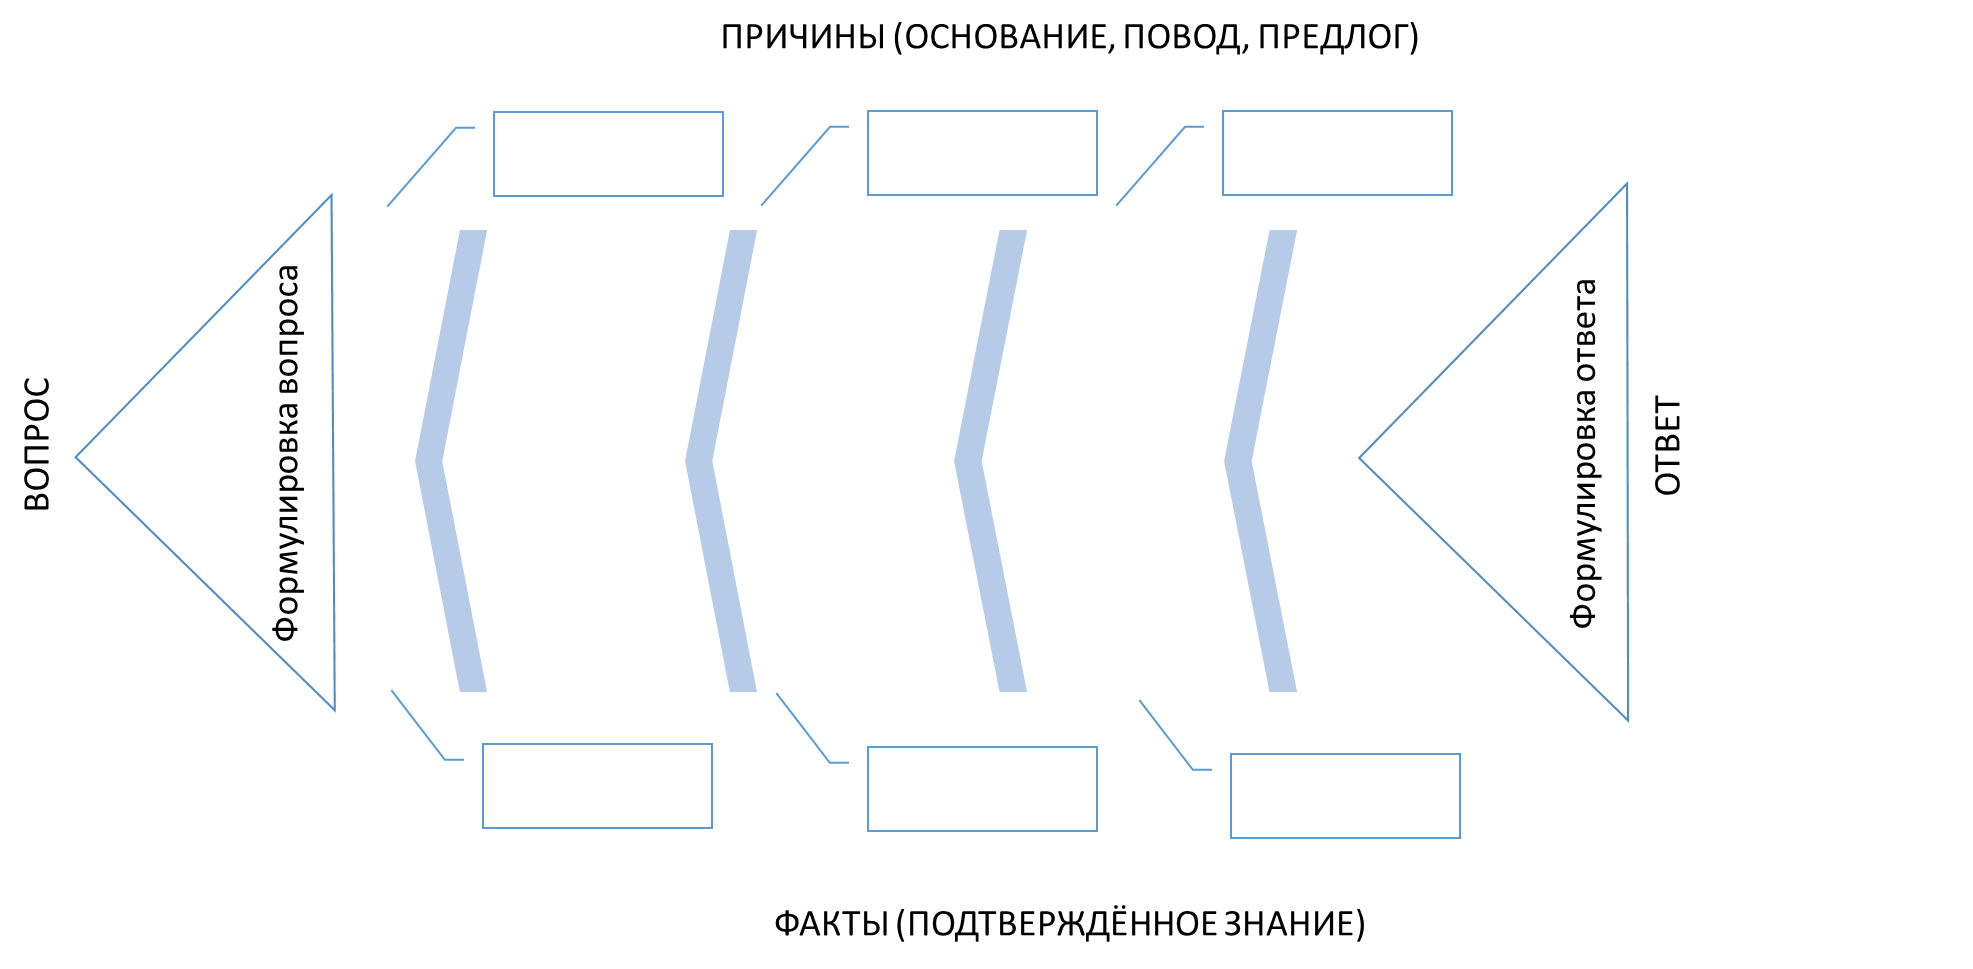 ПРИЧИНЫ (ОСНОВАНИЕ, ПОВОД, ПРЕДЛОГ)
ВОПРОС
Формулировка вопроса
Формулировка ответа
ОТВЕТ
ФАКТЫ (ПОДТВЕРЖДЁННОЕ ЗНАНИЕ)